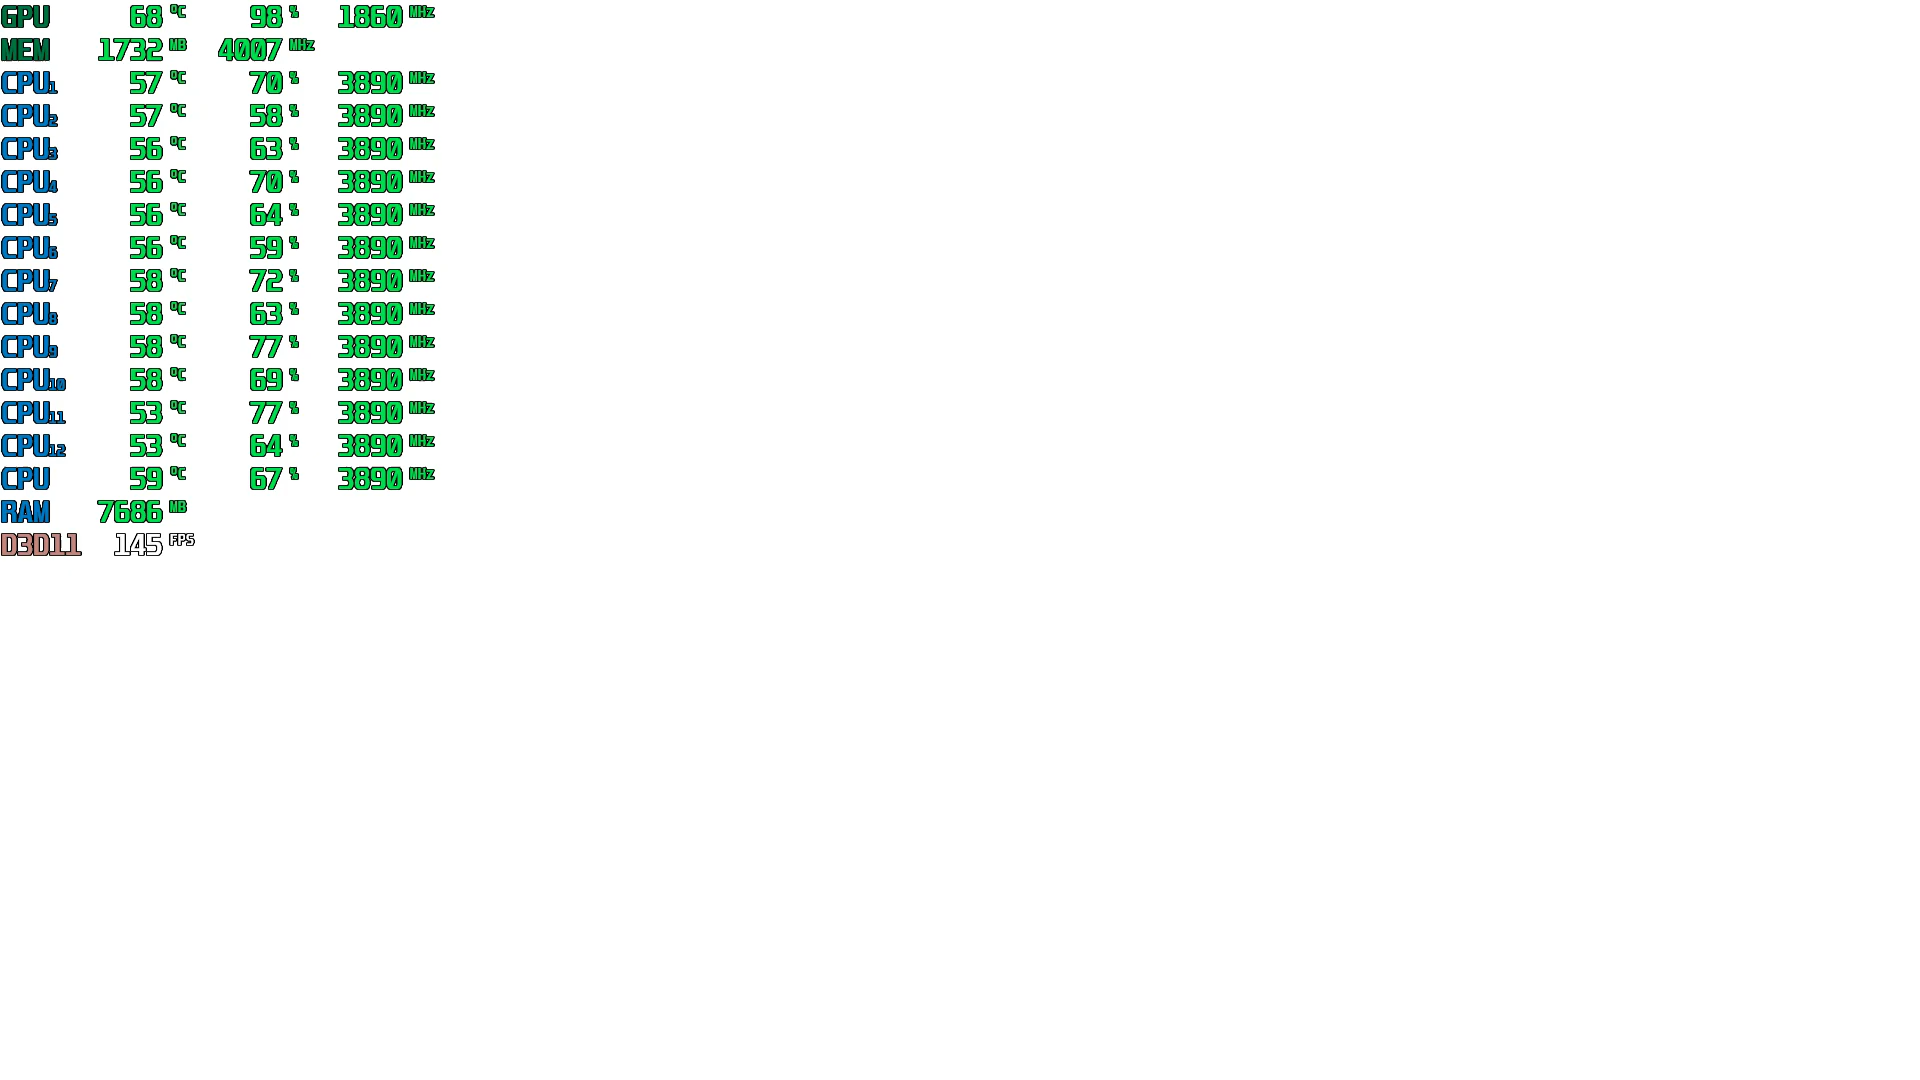 GPU 68 °C 98 % 1860 MHz
MEM 1732 MB 4007 MHz
CPU1 57 °C 70 % 3890 MHz
CPU2 57 °C 58 % 3890 MHz
CPU3 56 °C 63 % 3890 MHz
CPU4 56 °C 70 % 3890 MHz
CPU5 56 °C 64 % 3890 MHz
CPU6 56 °C 59 % 3890 MHz
CPU7 58 °C 72 % 3890 MHz
CPU8 58 °C 63 % 3890 MHz
CPU9 58 °C 77 % 3890 MHz
CPU10 58 °C 69 % 3890 MHz
CPU11 53 °C 77 % 3890 MHz
CPU12 53 °C 64 % 3890 MHz
CPU 59 °C 67 % 3890 MHz
RAM 7686 MB
D3D11 145 FPS